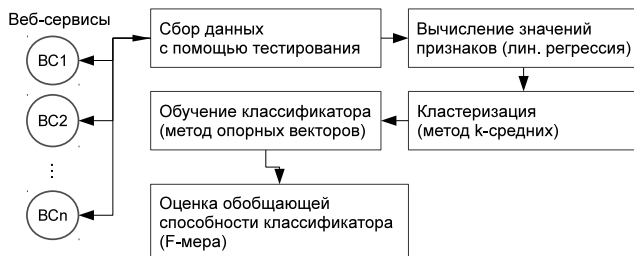 Веб-сервисы
ВС1
ВС2
⋮
ВСn
Сбор данных
с помощью тестирования
Вычисление значений
признаков (лин. регрессия)
Обучение классификатора
(метод опорных векторов)
Кластеризация
(метод k-средних)
Оценка обобщающей
способности классификатора
(F-мера)